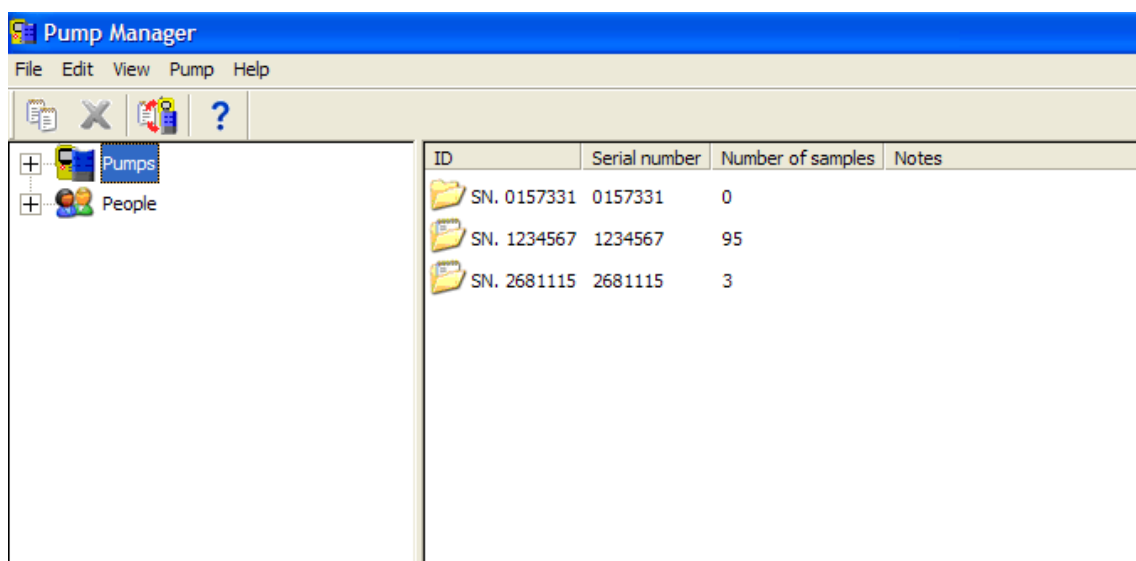 Pump Manager
File Edit View Pump Help
?
Pumps
People
ID Serial number Number of samples Notes
SN. 0157331 0157331 0
SN. 1234567 1234567 95
SN. 2681115 2681115 3